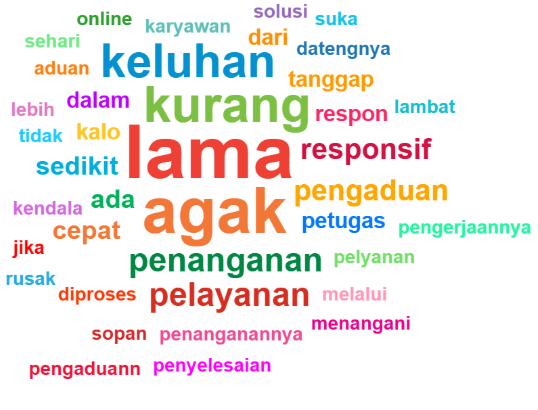 online karyawan solusi suka
sehari dari datengnya
aduan keluhan tanggap
lebih dalam kurang respon lambat
tidak kalo lama responsif
sedikit ada agak pengaduan
kendala cepat petugas pengerjaannya
jika penanganan pelyanan
rusak diproses pelayanan melalui
sopan penanganannya menangani
pengaduann penyelesaian